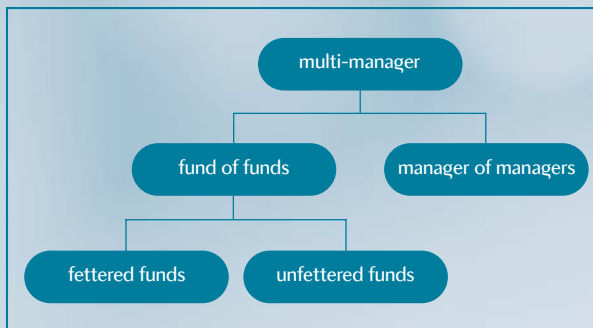 multi-manager
fund of funds
manager of managers
fettered funds
unfettered funds